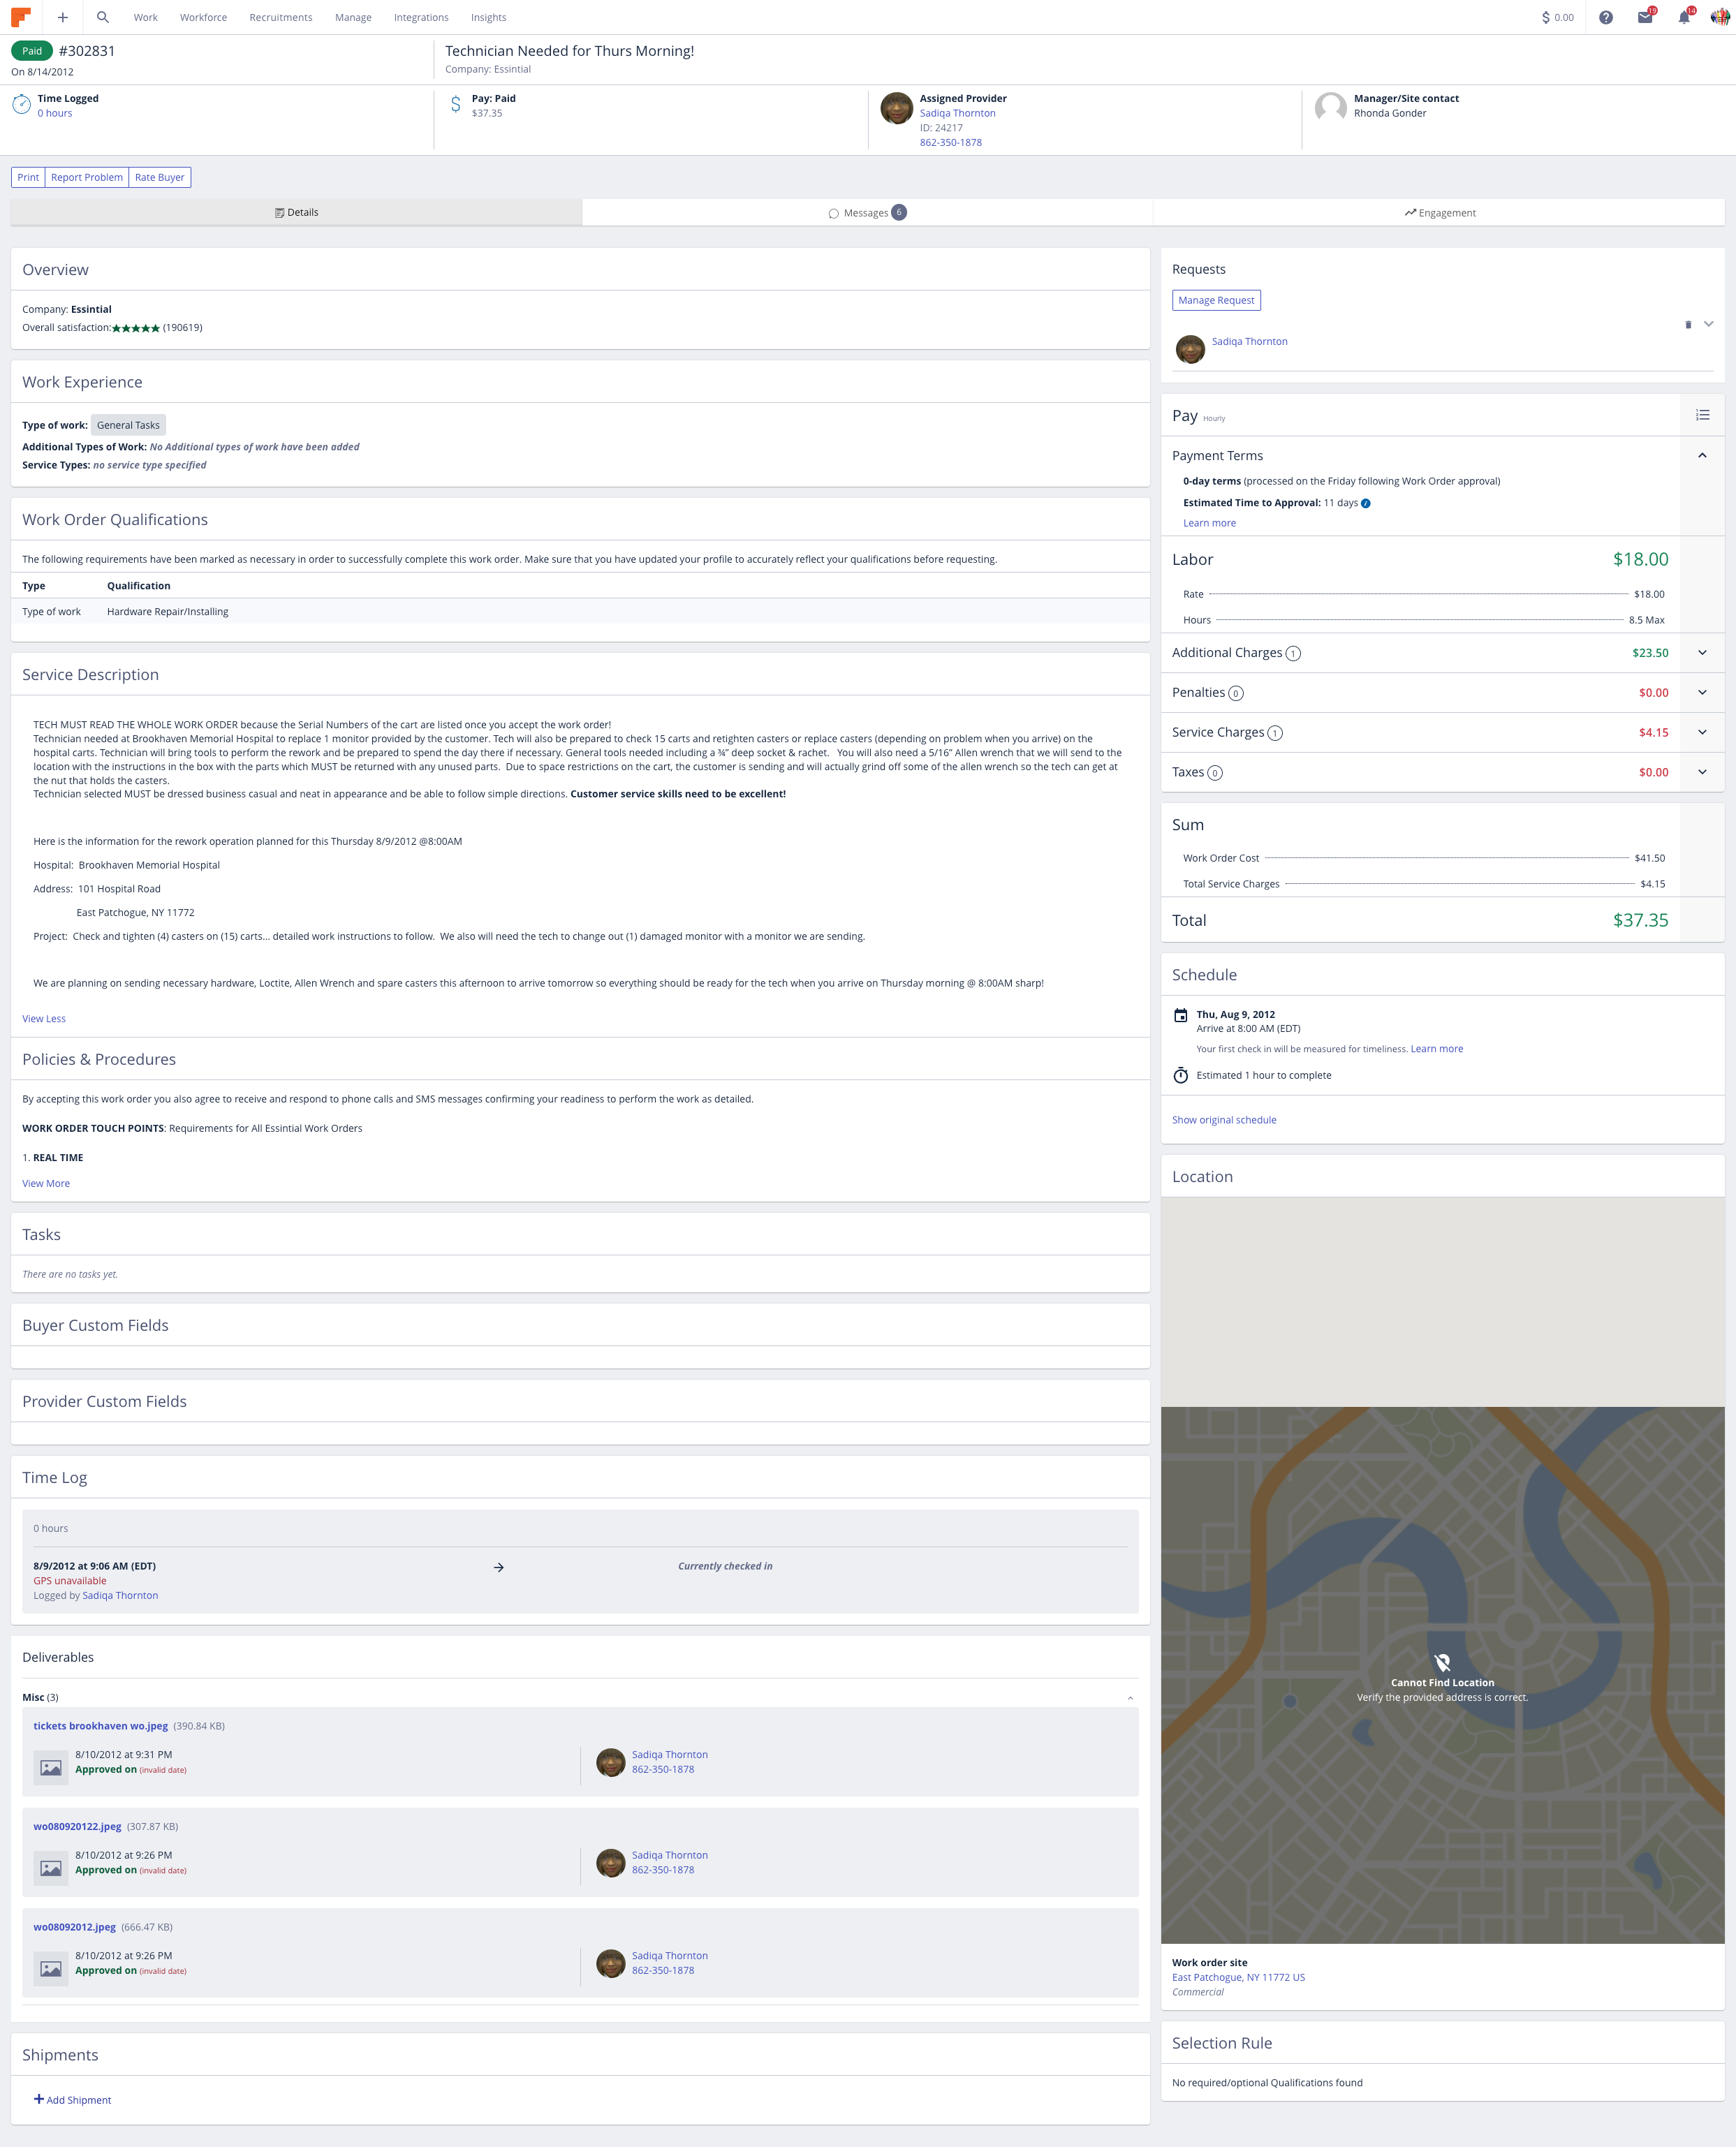 Work Workforce Recruitments Manage Integrations Insights $ 0.00 19 14
Paid #302831
On 8/14/2012
Technician Needed for Thurs Morning!
Company: Essintial
Time Logged
0 hours
Pay: Paid
$37.35
Assigned Provider
Sadiqa Thornton
ID: 24217
862-350-1878
Manager/Site contact
Rhonda Gonder
Print Report Problem Rate Buyer
Details Messages 6 Engagement
Overview
Company: Essintial
Overall satisfaction:★★★★★ (190619)
Work Experience
Type of work: General Tasks
Additional Types of Work: No Additional types of work have been added
Service Types: no service type specified
Work Order Qualifications
The following requirements have been marked as necessary in order to successfully complete this work order. Make sure that you have updated your profile to accurately reflect your qualifications before requesting.
Type Qualification
Type of work Hardware Repair/Installing
Service Description
TECH MUST READ THE WHOLE WORK ORDER because the Serial Numbers of the cart are listed once you accept the work order!
Technician needed at Brookhaven Memorial Hospital to replace 1 monitor provided by the customer. Tech will also be prepared to check 15 carts and retighten casters or replace casters (depending on problem when you arrive) on the
hospital carts. Technician will bring tools to perform the rework and be prepared to spend the day there if necessary. General tools needed including a ¾" deep socket & rachet. You will also need a 5/16" Allen wrench that we will send to the
location with the instructions in the box with the parts which MUST be returned with any unused parts. Due to space restrictions on the cart, the customer is sending and will actually grind off some of the allen wrench so the tech can get at
the nut that holds the casters.
Technician selected MUST be dressed business casual and neat in appearance and be able to follow simple directions. Customer service skills need to be excellent!
Here is the information for the rework operation planned for this Thursday 8/9/2012 @8:00AM
Hospital: Brookhaven Memorial Hospital
Address: 101 Hospital Road
East Patchogue, NY 11772
Project: Check and tighten (4) casters on (15) carts... detailed work instructions to follow. We also will need the tech to change out (1) damaged monitor with a monitor we are sending.
We are planning on sending necessary hardware, Loctite, Allen Wrench and spare casters this afternoon to arrive tomorrow so everything should be ready for the tech when you arrive on Thursday morning @ 8:00AM sharp!
View Less
Policies & Procedures
By accepting this work order you also agree to receive and respond to phone calls and SMS messages confirming your readiness to perform the work as detailed.
WORK ORDER TOUCH POINTS: Requirements for All Essintial Work Orders
1. REAL TIME
View More
Tasks
There are no tasks yet.
Buyer Custom Fields
Provider Custom Fields
Time Log
0 hours
8/9/2012 at 9:06 AM (EDT) Currently checked in
GPS unavailable
Logged by Sadiqa Thornton
Deliverables
Misc (3)
tickets brookhaven wo.jpeg (390.84 KB)
8/10/2012 at 9:31 PM
Approved on (invalid date)
Sadiqa Thornton
862-350-1878
wo080920122.jpeg (307.87 KB)
8/10/2012 at 9:26 PM
Approved on (invalid date)
Sadiqa Thornton
862-350-1878
wo08092012.jpeg (666.47 KB)
8/10/2012 at 9:26 PM
Approved on (invalid date)
Sadiqa Thornton
862-350-1878
Shipments
+ Add Shipment
Requests
Manage Request
Sadiqa Thornton
Pay Hourly
Payment Terms
0-day terms (processed on the Friday following Work Order approval)
Estimated Time to Approval: 11 days
Learn more
Labor $18.00
Rate $18.00
Hours 8.5 Max
Additional Charges 1 $23.50
Penalties 0 $0.00
Service Charges 1 $4.15
Taxes 0 $0.00
Sum
Work Order Cost $41.50
Total Service Charges $4.15
Total $37.35
Schedule
Thu, Aug 9, 2012
Arrive at 8:00 AM (EDT)
Your first check in will be measured for timeliness. Learn more
Estimated 1 hour to complete
Show original schedule
Location
Cannot Find Location
Verify the provided address is correct.
Work order site
East Patchogue, NY 11772 US
Commercial
Selection Rule
No required/optional Qualifications found